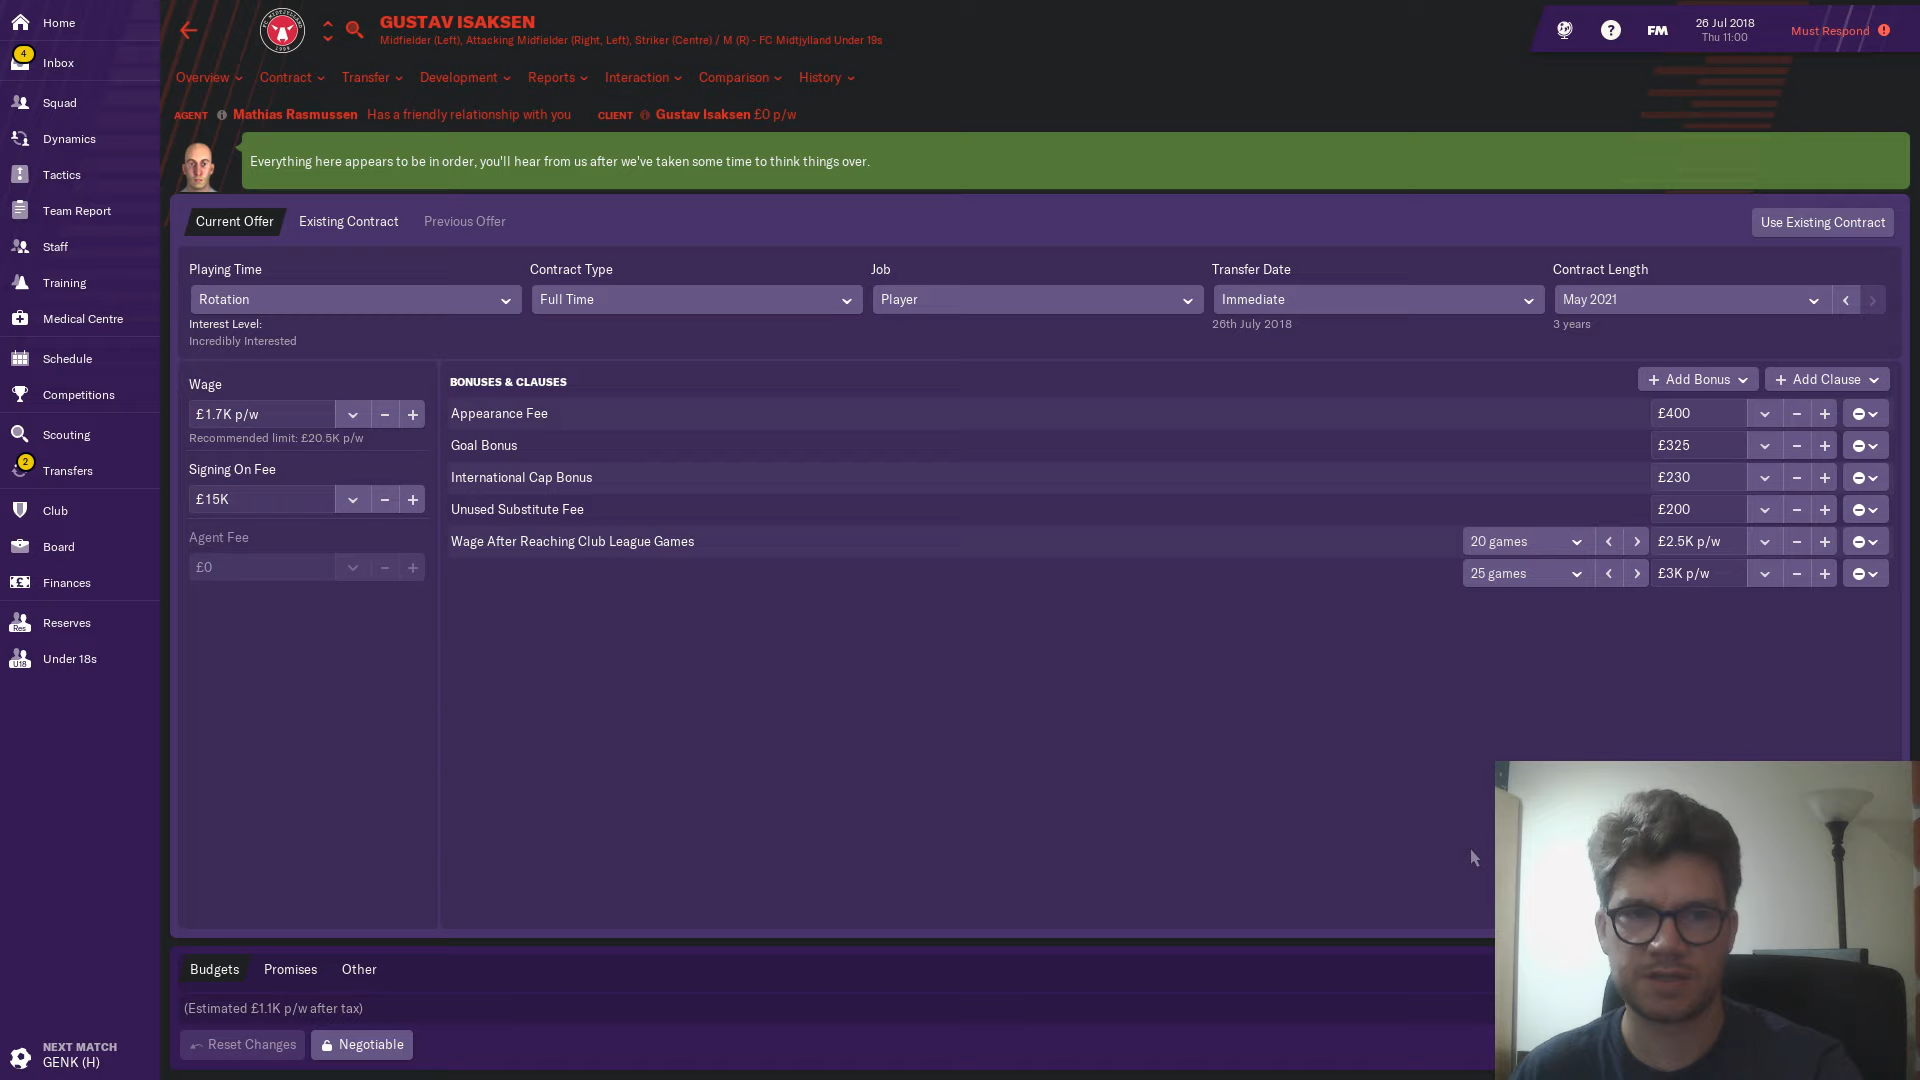 Home
4
Inbox
Squad
Dynamics
Tactics
Team Report
Staff
Training
Medical Centre
Schedule
Competitions
Scouting
2
Transfers
Club
Board
Finances
Res
Reserves
U18
Under 18s
NEXT MATCH
GENK (H)
GUSTAV ISAKSEN
Midfielder (Left), Attacking Midfielder (Right, Left), Striker (Centre) / M (R) - FC Midtjylland Under 19s
? FM 26 Jul 2018
Thu 11:00
Must Respond
Overview Contract Transfer Development Reports Interaction Comparison History
AGENT Mathias Rasmussen Has a friendly relationship with you CLIENT Gustav Isaksen £0 p/w
Everything here appears to be in order, you'll hear from us after we've taken some time to think things over.
Current Offer Existing Contract Previous Offer Use Existing Contract
Playing Time Contract Type Job Transfer Date Contract Length
Rotation Full Time Player Immediate May 2021
Interest Level: 26th July 2018 3 years
Incredibly Interested
Wage
£1.7K p/w
Recommended limit: £20.5K p/w
Signing On Fee
£15K
Agent Fee
£0
BONUSES & CLAUSES Add Bonus Add Clause
Appearance Fee £400
Goal Bonus £325
International Cap Bonus £230
Unused Substitute Fee £200
Wage After Reaching Club League Games 20 games £2.5K p/w
25 games £3K p/w
Budgets Promises Other
(Estimated £1.1K p/w after tax)
Reset Changes Negotiable